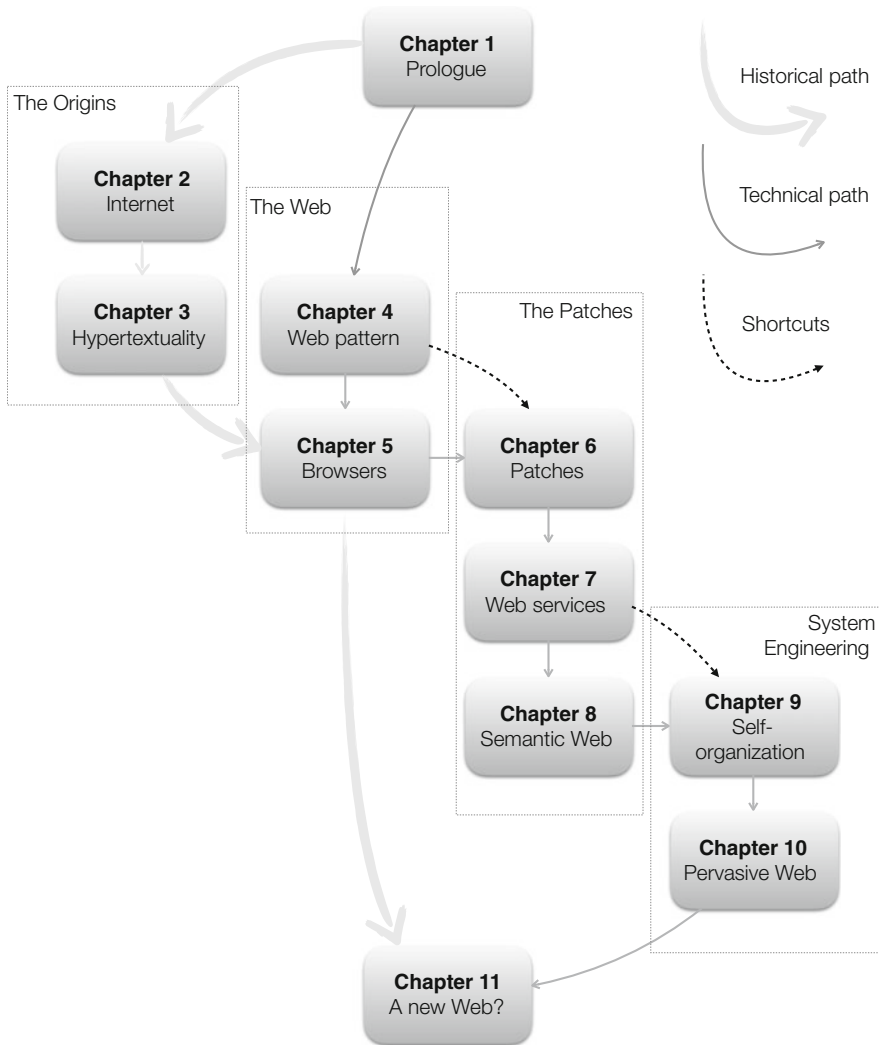 Chapter 1
Prologue
Historical path
The Origins
Chapter 2
Internet
Technical path
The Web
Chapter 3
Hypertextuality
Chapter 4
Web pattern
The Patches
Shortcuts
Chapter 5
Browsers
Chapter 6
Patches
Chapter 7
Web services
System
Engineering
Chapter 8
Semantic Web
Chapter 9
Self-
organization
Chapter 10
Pervasive Web
Chapter 11
A new Web?